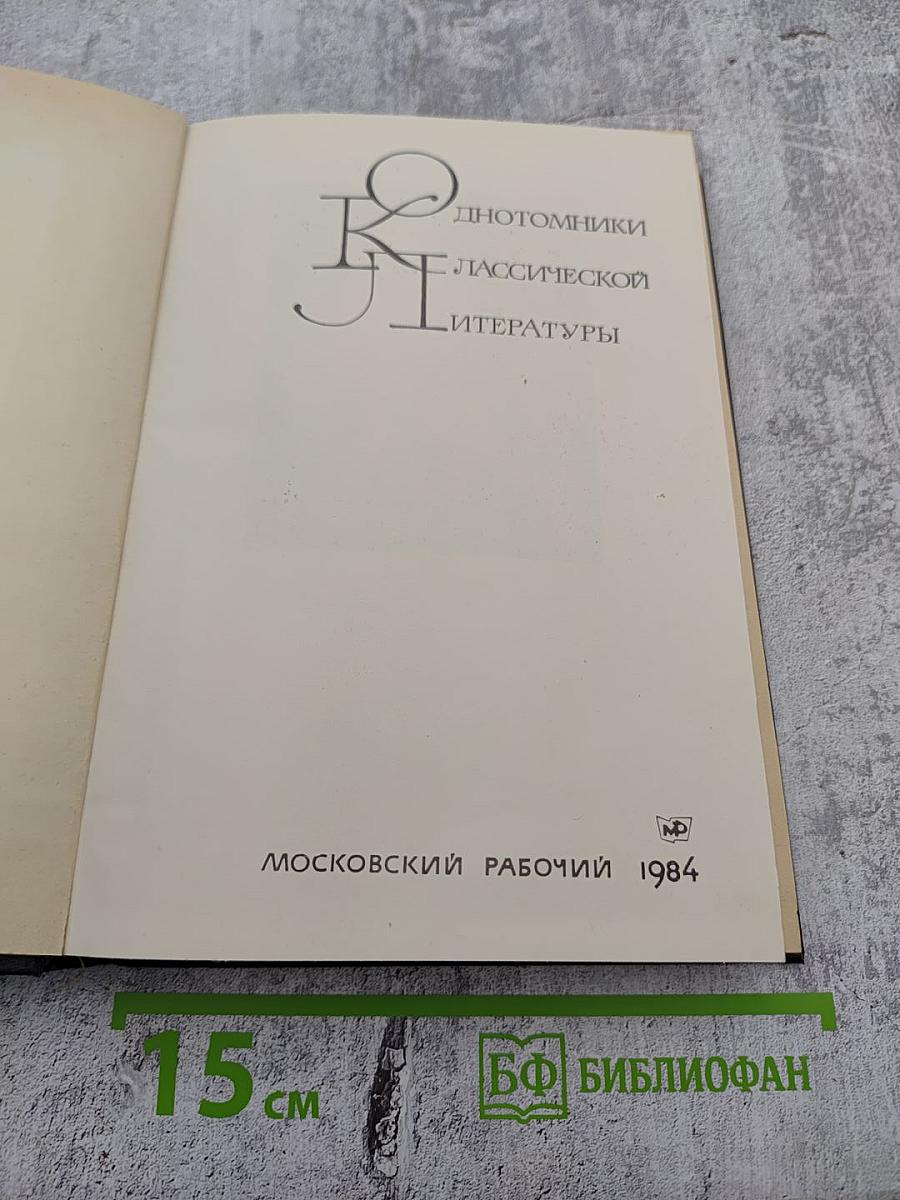 ОДНОТОМНИКИ
КЛАССИЧЕСКОЙ
ЛИТЕРАТУРЫ
МР
МОСКОВСКИЙ РАБОЧИЙ 1984
15 см
БФ БИБЛИОФАН